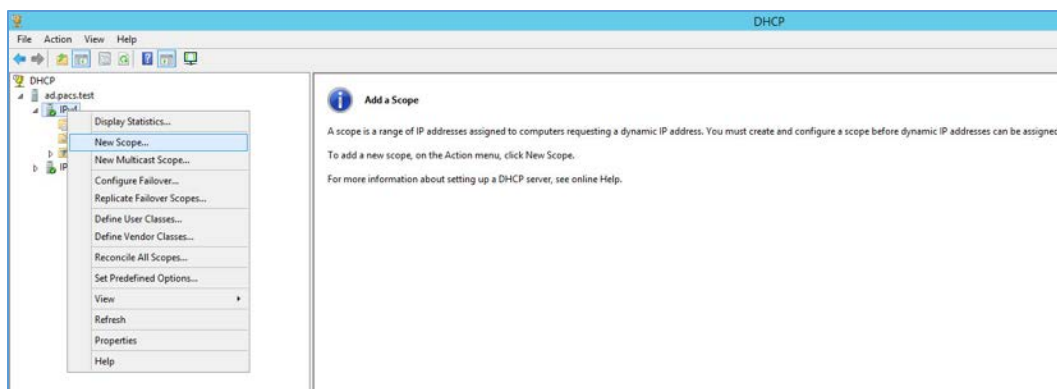 DHCP
File Action View Help
DHCP
ad.pacs.test
Display Statistics...
New Scope...
New Multicast Scope...
Configure Failover...
Replicate Failover Scopes...
Define User Classes...
Define Vendor Classes...
Reconcile All Scopes...
Set Predefined Options...
View
Refresh
Properties
Help
Add a Scope
A scope is a range of IP addresses assigned to computers requesting a dynamic IP address. You must create and configure a scope before dynamic IP addresses can be assigned
To add a new scope, on the Action menu, click New Scope.
For more information about setting up a DHCP server, see online Help.